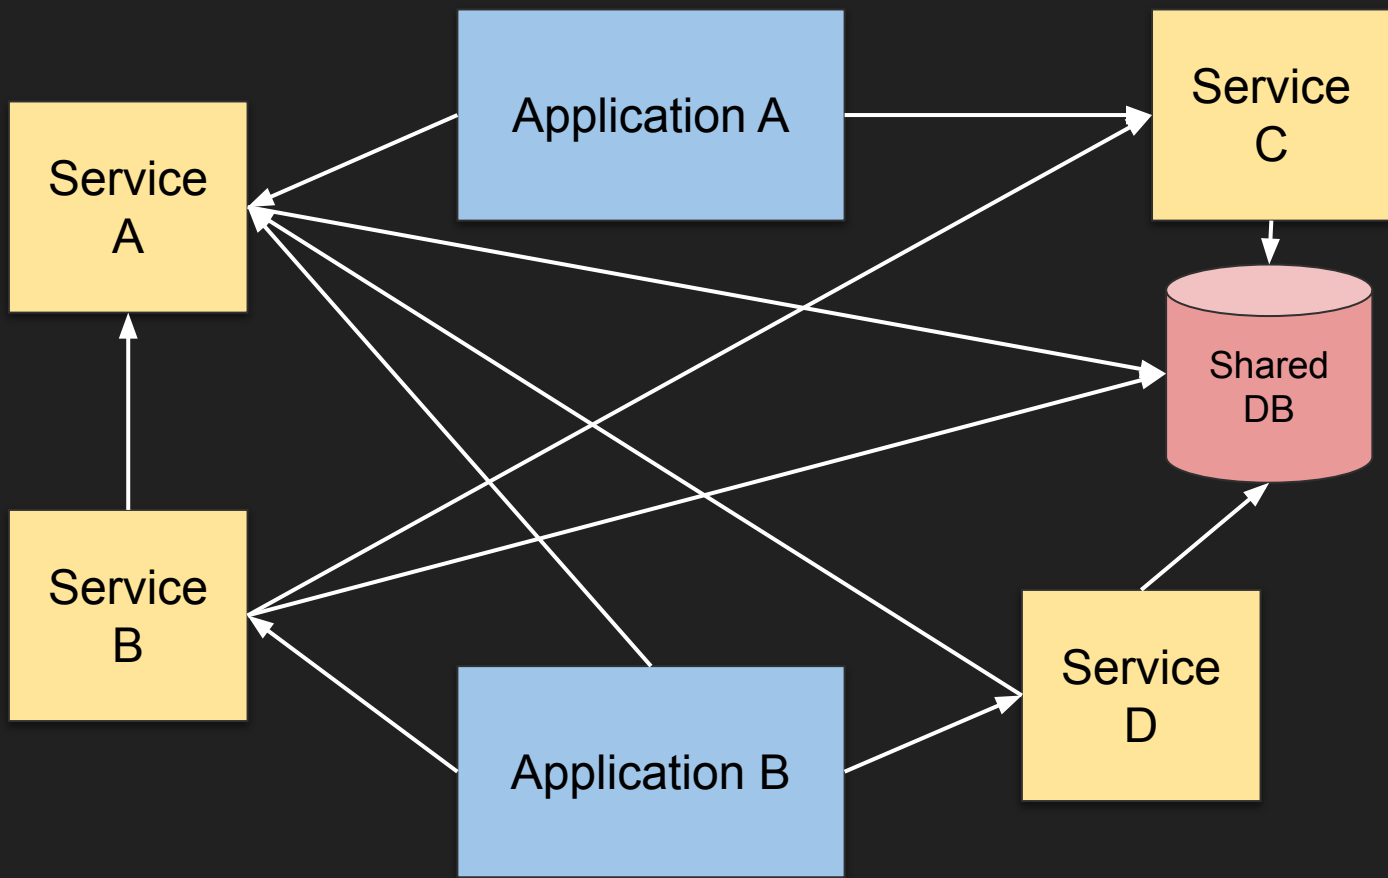 Application A
Service
C
Service
A
Shared
DB
Service
B
Service
D
Application B